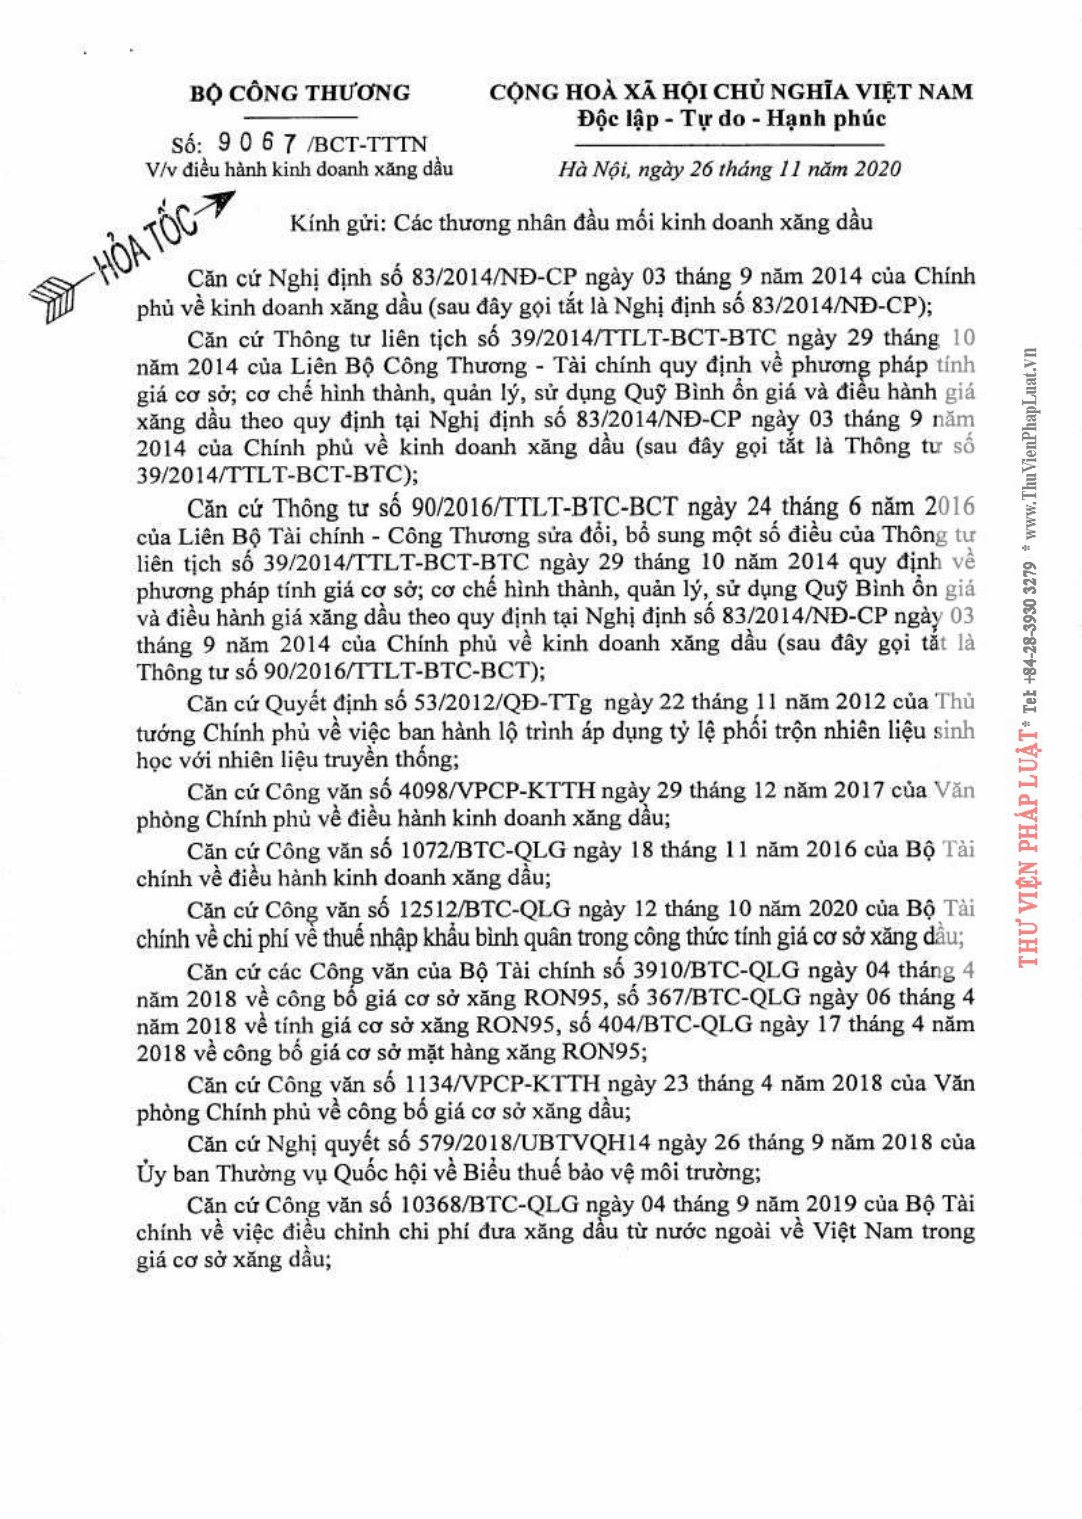 BỘ CÔNG THƯƠNG
CỘNG HOÀ XÃ HỘI CHỦ NGHĨA VIỆT NAM
Độc lập - Tự do - Hạnh phúc
Số: 9067 /BCT-TTTN
V/v điều hành kinh doanh xăng dầu
Hà Nội, ngày 26 tháng 11 năm 2020
HỎA TỐC
Kính gửi: Các thương nhân đầu mối kinh doanh xăng dầu
Căn cứ Nghị định số 83/2014/NĐ-CP ngày 03 tháng 9 năm 2014 của Chính
phủ về kinh doanh xăng dầu (sau đây gọi tắt là Nghị định số 83/2014/NĐ-CP);
Căn cứ Thông tư liên tịch số 39/2014/TTLT-BCT-BTC ngày 29 tháng 10
năm 2014 của Liên Bộ Công Thương - Tài chính quy định về phương pháp tính
giá cơ sở; cơ chế hình thành, quản lý, sử dụng Quỹ Bình ổn giá và điều hành giá
xăng dầu theo quy định tại Nghị định số 83/2014/NĐ-CP ngày 03 tháng 9 năm
2014 của Chính phủ về kinh doanh xăng dầu (sau đây gọi tắt là Thông tư số
39/2014/TTLT-BCT-BTC);
Căn cứ Thông tư số 90/2016/TTLT-BTC-BCT ngày 24 tháng 6 năm 2016
của Liên Bộ Tài chính - Công Thương sửa đổi, bổ sung một số điều của Thông tư
liên tịch số 39/2014/TTLT-BCT-BTC ngày 29 tháng 10 năm 2014 quy định về
phương pháp tính giá cơ sở; cơ chế hình thành, quản lý, sử dụng Quỹ Bình ổn giá
và điều hành giá xăng dầu theo quy định tại Nghị định số 83/2014/NĐ-CP ngày 03
tháng 9 năm 2014 của Chính phủ về kinh doanh xăng dầu (sau đây gọi tắt là
Thông tư số 90/2016/TTLT-BTC-BCT);
Căn cứ Quyết định số 53/2012/QĐ-TTg ngày 22 tháng 11 năm 2012 của Thủ
tướng Chính phủ về việc ban hành lộ trình áp dụng tỷ lệ phối trộn nhiên liệu sinh
học với nhiên liệu truyền thống;
Căn cứ Công văn số 4098/VPCP-KTTH ngày 29 tháng 12 năm 2017 của Văn
phòng Chính phủ về điều hành kinh doanh xăng dầu;
Căn cứ Công văn số 1072/BTC-QLG ngày 18 tháng 11 năm 2016 của Bộ Tài
chính về điều hành kinh doanh xăng dầu;
Căn cứ Công văn số 12512/BTC-QLG ngày 12 tháng 10 năm 2020 của Bộ Tài
chính về chi phí về thuế nhập khẩu bình quân trong công thức tính giá cơ sở xăng dầu;
Căn cứ các Công văn của Bộ Tài chính số 3910/BTC-QLG ngày 04 tháng 4
năm 2018 về công bố giá cơ sở xăng RON95, số 367/BTC-QLG ngày 06 tháng 4
năm 2018 về tính giá cơ sở xăng RON95, số 404/BTC-QLG ngày 17 tháng 4 năm
2018 về công bố giá cơ sở mặt hàng xăng RON95;
Căn cứ Công văn số 1134/VPCP-KTTH ngày 23 tháng 4 năm 2018 của Văn
phòng Chính phủ về công bố giá cơ sở xăng dầu;
Căn cứ Nghị quyết số 579/2018/UBTVQH14 ngày 26 tháng 9 năm 2018 của
Ủy ban Thường vụ Quốc hội về Biểu thuế bảo vệ môi trường;
Căn cứ Công văn số 10368/BTC-QLG ngày 04 tháng 9 năm 2019 của Bộ Tài
chính về việc điều chỉnh chi phí đưa xăng dầu từ nước ngoài về Việt Nam trong
giá cơ sở xăng dầu;
THƯ VIỆN PHÁP LUẬT * Tel: +84-28-3930 3279 * www.ThuVienPhapLuat.vn